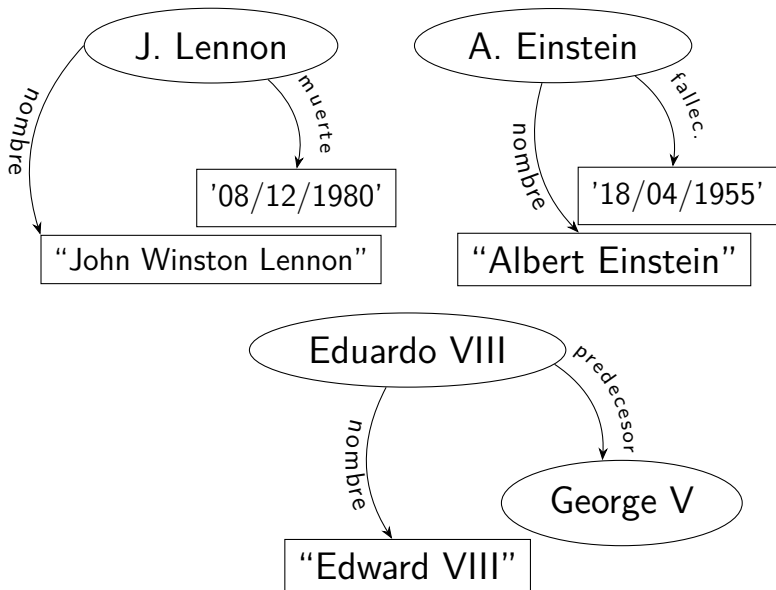 J. Lennon
nombre
muerte
'08/12/1980'
“John Winston Lennon”
A. Einstein
nombre
fallec.
'18/04/1955'
“Albert Einstein”
Eduardo VIII
nombre
predecesor
George V
“Edward VIII”